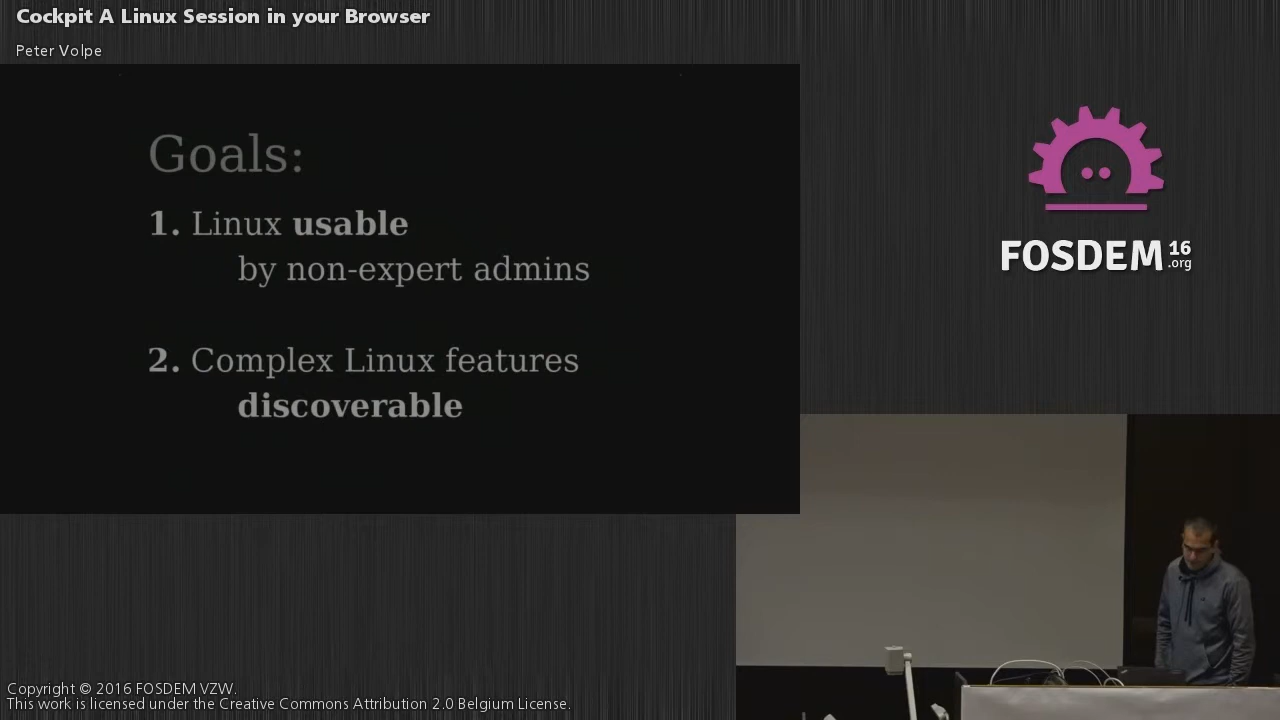 Cockpit A Linux Session in your Browser
Peter Volpe
Goals:
1. Linux usable
by non-expert admins
2. Complex Linux features
discoverable
FOSDEM 16
.org
Copyright © 2016 FOSDEM VZW.
This work is licensed under the Creative Commons Attribution 2.0 Belgium License.